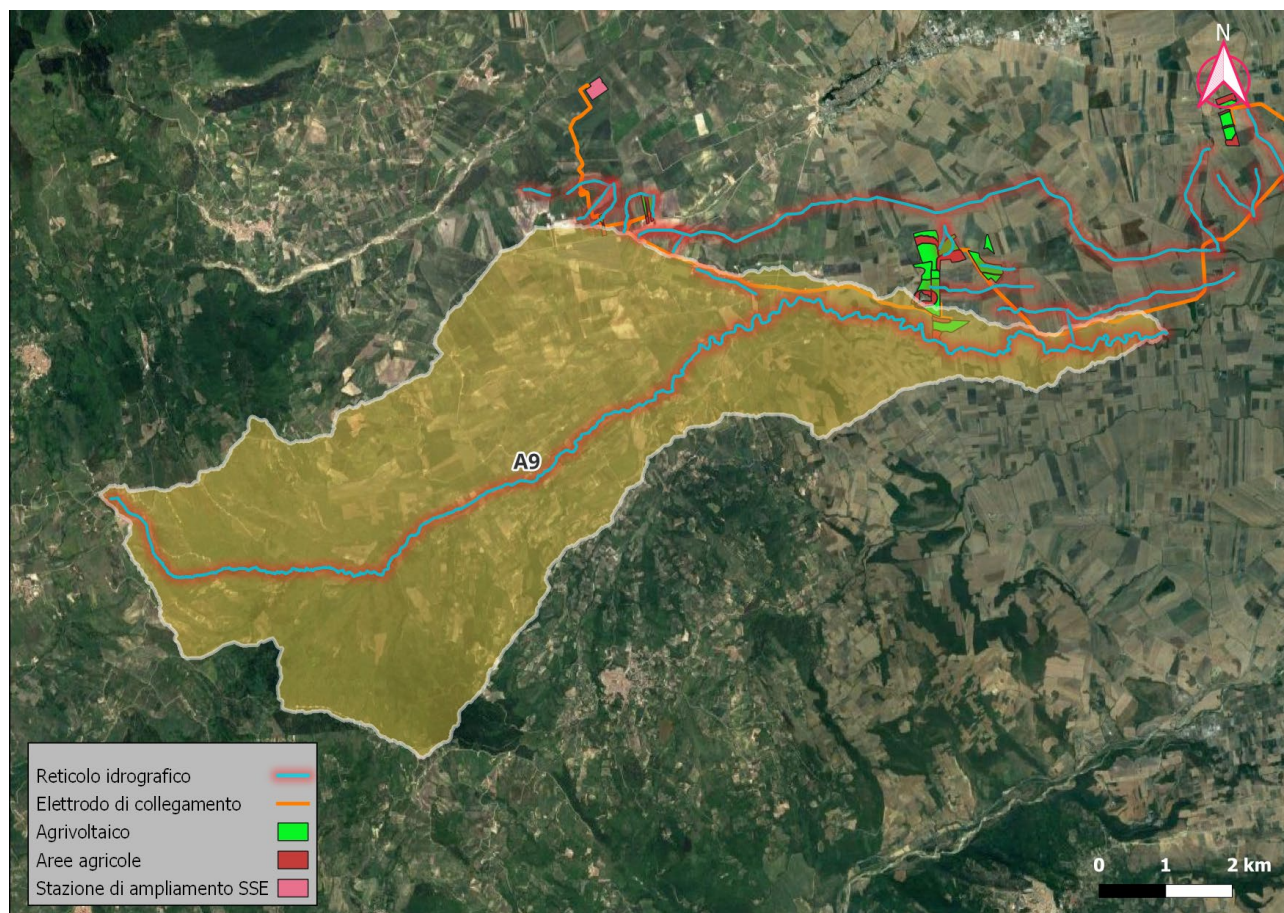 N
A9
Reticolo idrografico
Elettrodo di collegamento
Agrivoltaico
Aree agricole
Stazione di ampliamento SSE
0 1 2 km